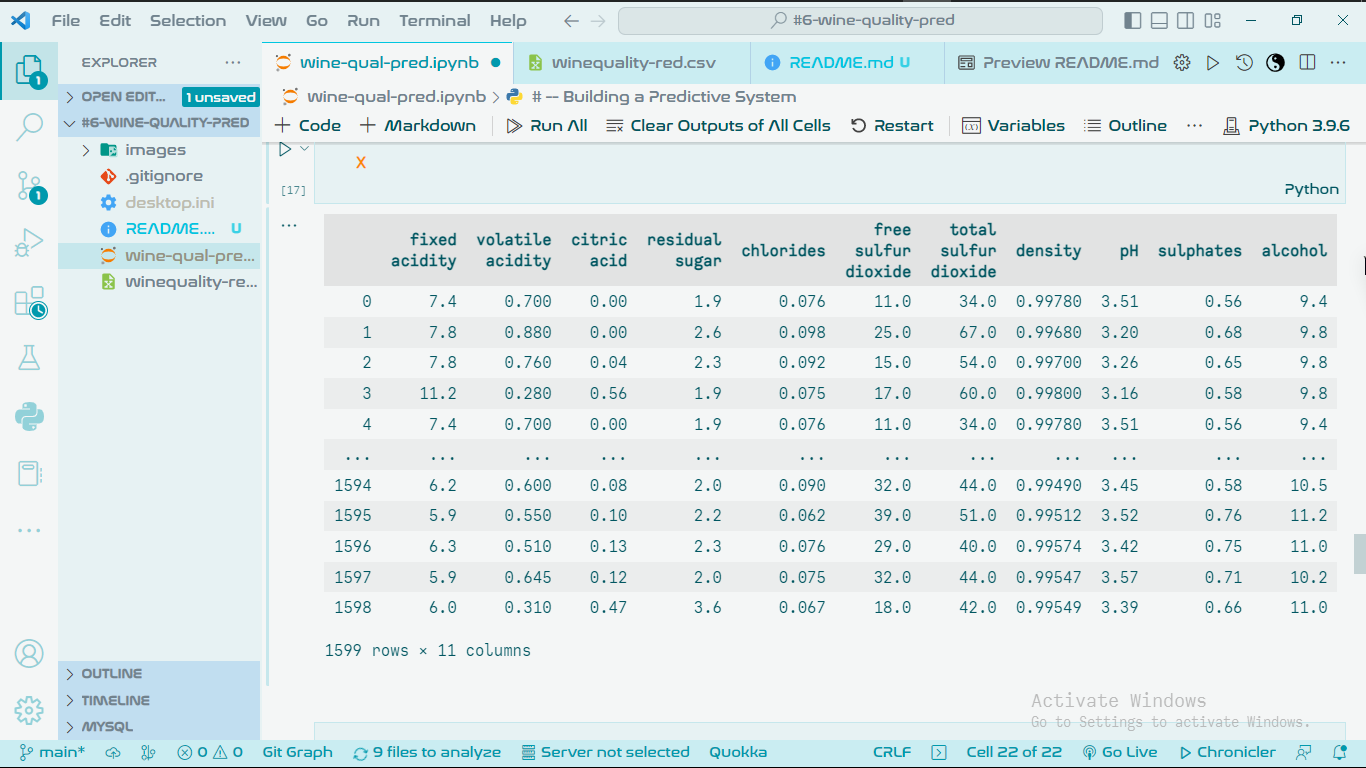 File Edit Selection View Go Run Terminal Help #6-wine-quality-pred
EXPLORER ... wine-qual-pred.ipynb winequality-red.csv README.md U Preview README.md ...
OPEN EDIT... 1 unsaved wine-qual-pred.ipynb > # -- Building a Predictive System
#6-WINE-QUALITY-PRED + Code + Markdown Run All Clear Outputs of All Cells Restart Variables Outline ... Python 3.9.6
images
.gitignore
desktop.ini
README.... U
wine-qual-pre...
winequality-re...
1
1
X
[17] Python
...
fixed acidity volatile acidity citric acid residual sugar chlorides free sulfur dioxide total sulfur dioxide density pH sulphates alcohol
0 7.4 0.700 0.00 1.9 0.076 11.0 34.0 0.99780 3.51 0.56 9.4
1 7.8 0.880 0.00 2.6 0.098 25.0 67.0 0.99680 3.20 0.68 9.8
2 7.8 0.760 0.04 2.3 0.092 15.0 54.0 0.99700 3.26 0.65 9.8
3 11.2 0.280 0.56 1.9 0.075 17.0 60.0 0.99800 3.16 0.58 9.8
4 7.4 0.700 0.00 1.9 0.076 11.0 34.0 0.99780 3.51 0.56 9.4
... ... ... ... ... ... ... ... ... ... ... ...
1594 6.2 0.600 0.08 2.0 0.090 32.0 44.0 0.99490 3.45 0.58 10.5
1595 5.9 0.550 0.10 2.2 0.062 39.0 51.0 0.99512 3.52 0.76 11.2
1596 6.3 0.510 0.13 2.3 0.076 29.0 40.0 0.99574 3.42 0.75 11.0
1597 5.9 0.645 0.12 2.0 0.075 32.0 44.0 0.99547 3.57 0.71 10.2
1598 6.0 0.310 0.47 3.6 0.067 18.0 42.0 0.99549 3.39 0.66 11.0
1599 rows × 11 columns
OUTLINE
TIMELINE
MYSQL
Activate Windows
Go to Settings to activate Windows.
main* 0 0 Git Graph 9 files to analyze Server not selected Quokka CRLF Cell 22 of 22 Go Live Chronicler